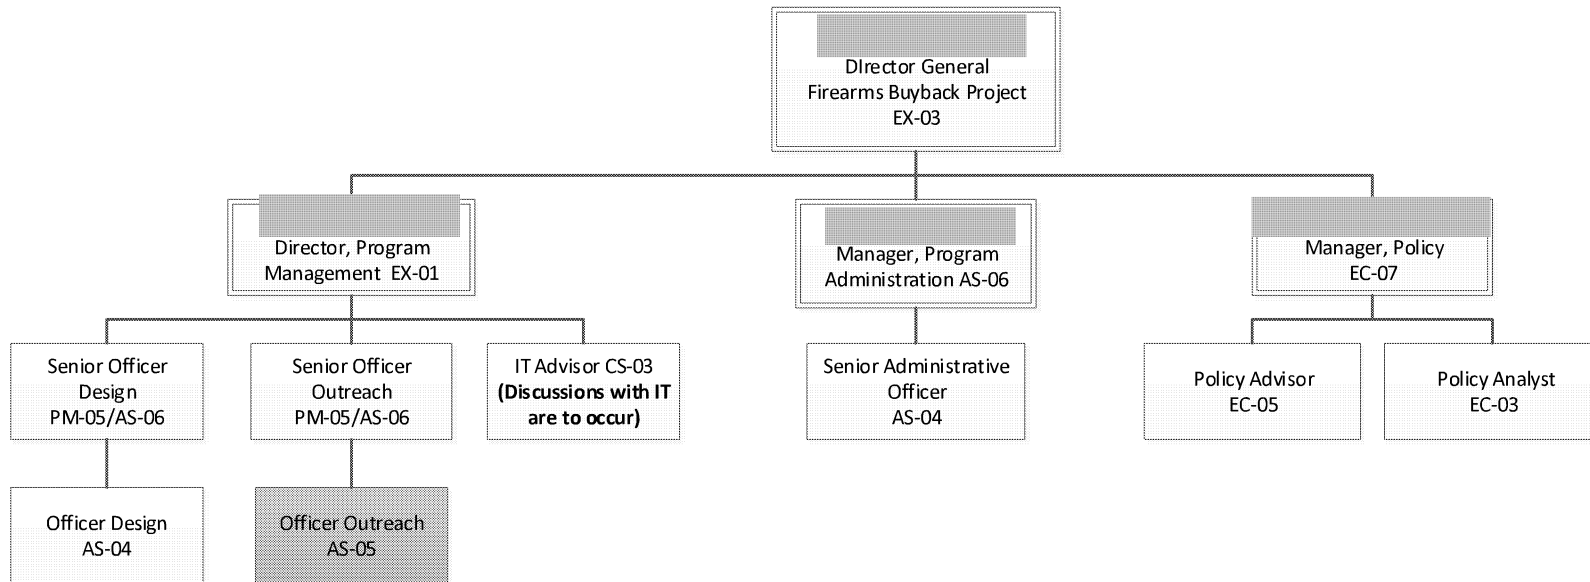 DIrector General
Firearms Buyback Project
EX-03
Director, Program
Management EX-01
Manager, Program
Administration AS-06
Manager, Policy
EC-07
Senior Officer
Design
PM-05/AS-06
Senior Officer
Outreach
PM-05/AS-06
IT Advisor CS-03
(Discussions with IT
are to occur)
Senior Administrative
Officer
AS-04
Policy Advisor
EC-05
Policy Analyst
EC-03
Officer Design
AS-04
Officer Outreach
AS-05